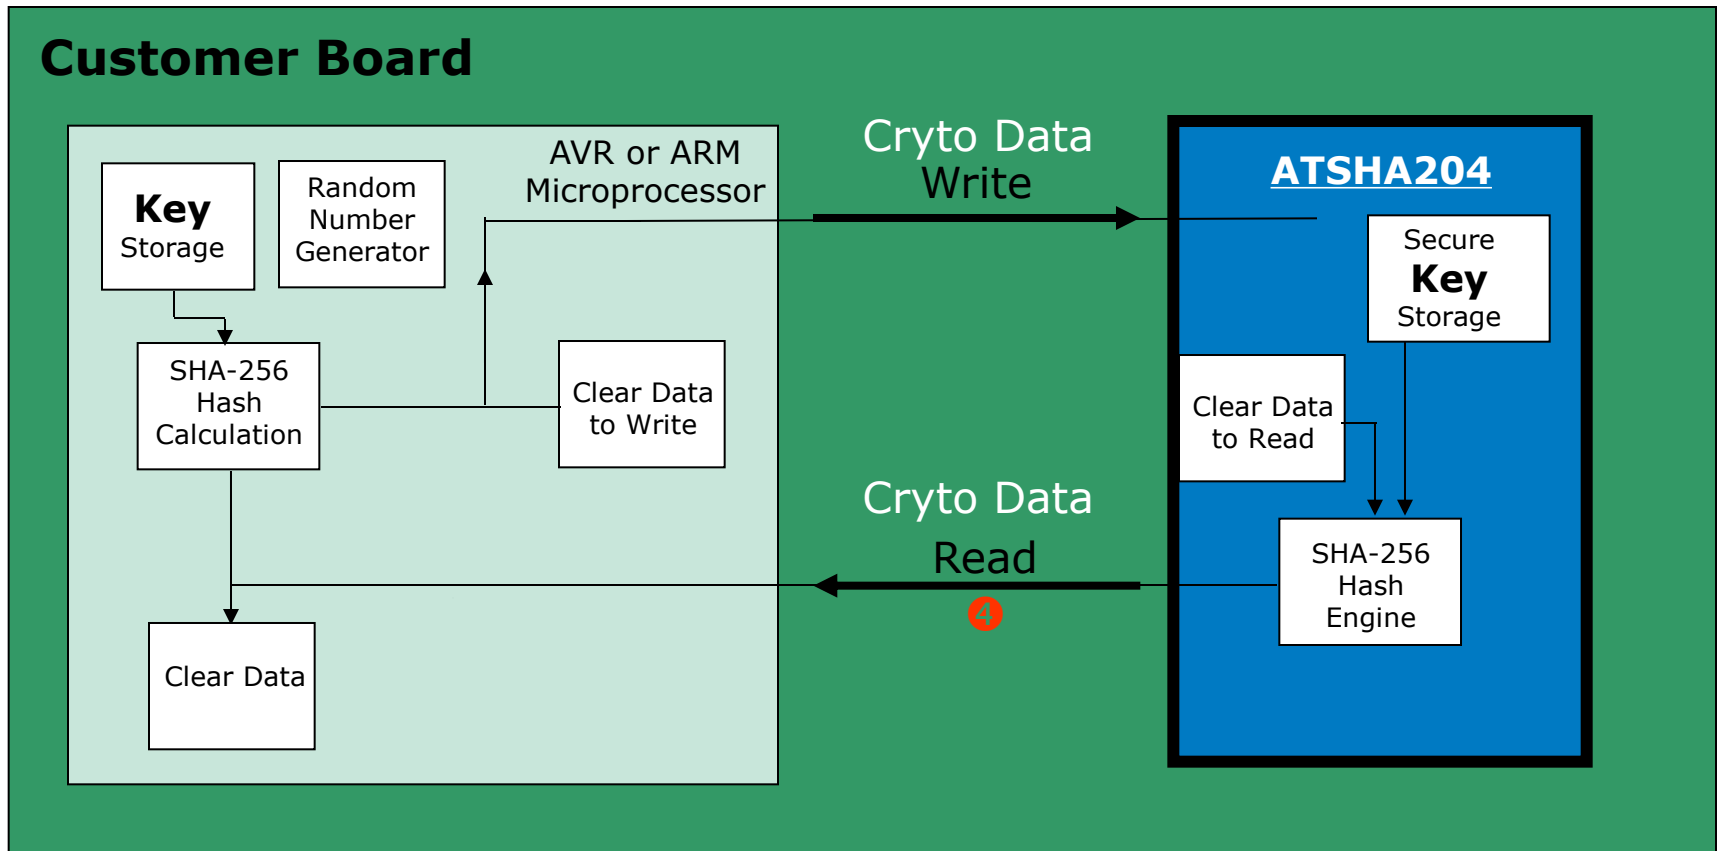 Customer Board
AVR or ARM
Microprocessor
Key
Storage
Random
Number
Generator
SHA-256
Hash
Calculation
Clear Data
to Write
Clear Data
Cryto Data
Write
Cryto Data
Read
4
ATSHA204
Secure
Key
Storage
Clear Data
to Read
SHA-256
Hash
Engine